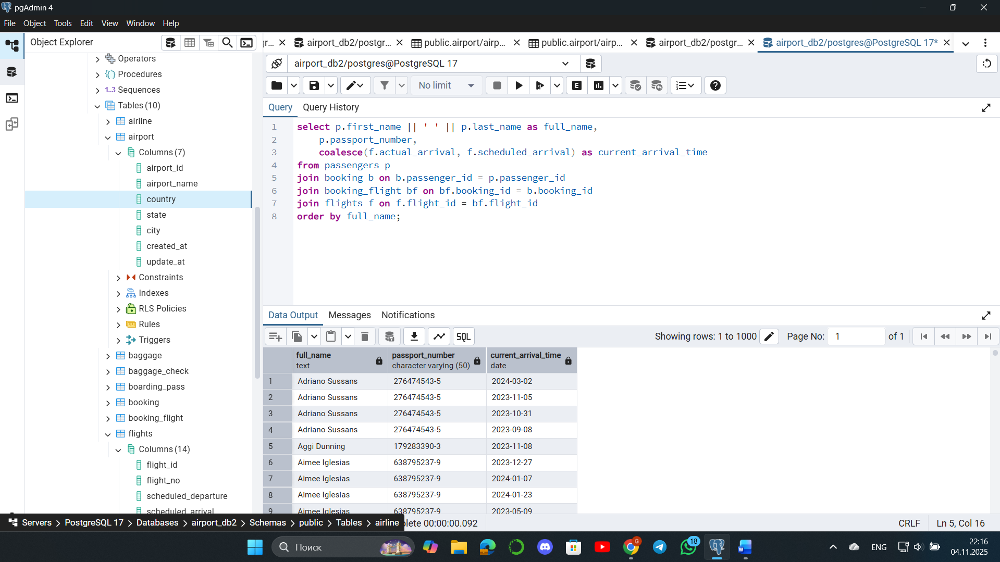 pgAdmin 4
File Object Tools Edit View Window Help
Object Explorer
airport_db2/postgr...
public.airport/airp...
public.airport/airp...
airport_db2/postgr...
airport_db2/postgres@PostgreSQL 17*
airport_db2/postgres@PostgreSQL 17
No limit
Query Query History
1 select p.first_name || ' ' || p.last_name as full_name,
2 p.passport_number,
3 coalesce(f.actual_arrival, f.scheduled_arrival) as current_arrival_time
4 from passengers p
5 join booking b on b.passenger_id = p.passenger_id
6 join booking_flight bf on bf.booking_id = b.booking_id
7 join flights f on f.flight_id = bf.flight_id
8 order by full_name;
Operators
Procedures
1..3 Sequences
Tables (10)
airline
airport
Columns (7)
airport_id
airport_name
country
state
city
created_at
update_at
Constraints
Indexes
RLS Policies
Rules
Triggers
baggage
baggage_check
boarding_pass
booking
booking_flight
flights
Columns (14)
flight_id
flight_no
scheduled_departure
scheduled_arrival
Data Output Messages Notifications
SQL
Showing rows: 1 to 1000
Page No: 1 of 1
full_name text
passport_number character varying (50)
current_arrival_time date
1 Adriano Sussans 276474543-5 2024-03-02
2 Adriano Sussans 276474543-5 2023-11-05
3 Adriano Sussans 276474543-5 2023-10-31
4 Adriano Sussans 276474543-5 2023-09-08
5 Aggi Dunning 179283390-3 2023-11-08
6 Aimee Iglesias 638795237-9 2023-12-27
7 Aimee Iglesias 638795237-9 2024-01-07
8 Aimee Iglesias 638795237-9 2024-01-23
9 Aimee Iglesias 638795237-9 2023-05-09
Servers > PostgreSQL 17 > Databases > airport_db2 > Schemas > public > Tables > airline
lete 00:00:00.092
CRLF
Ln 5, Col 16
Поиск
18
ENG
22:16
04.11.2025